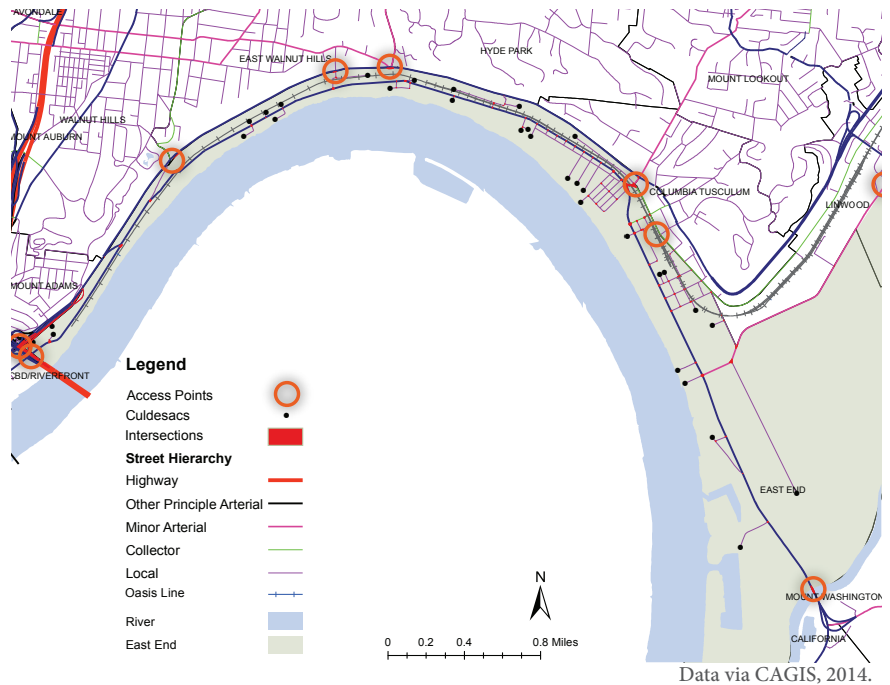 AVONDALE
EAST WALNUT HILLS
HYDE PARK
MOUNT LOOKOUT
WALNUT HILLS
MOUNT AUBURN
COLUMBIA TUSCULUM
LINWOOD
MOUNT ADAMS
CBD/RIVERFRONT
Legend
Access Points
Culdesacs
Intersections
Street Hierarchy
Highway
Other Principle Arterial
Minor Arterial
Collector
Local
Oasis Line
River
East End
EAST END
N
MOUNT WASHINGTON
CALIFORNIA
0 0.2 0.4 0.8 Miles
Data via CAGIS, 2014.